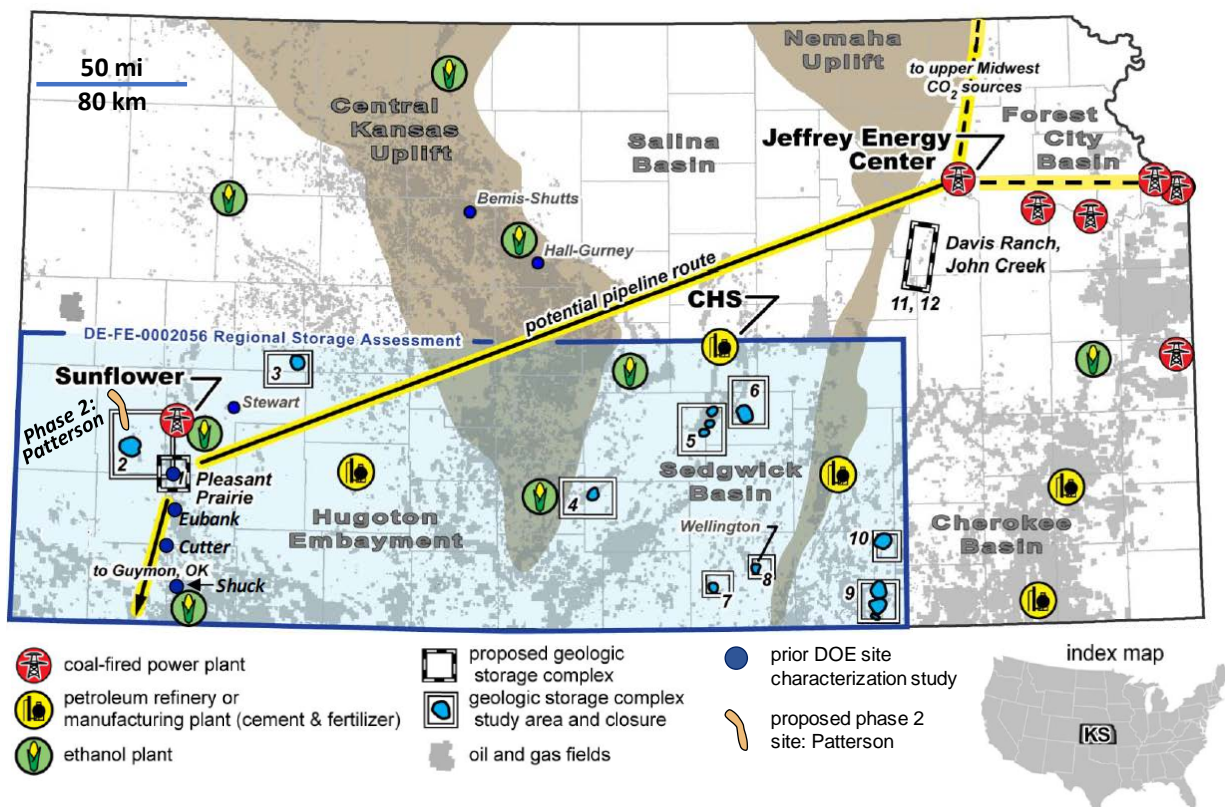 50 mi
80 km
Central
Kansas
Uplift
Nemaha
Uplift
to upper Midwest
CO2 sources
Salina
Basin
Forest
City
Basin
Jeffrey Energy
Center
Bemis-Shutts
Hall-Gurney
Davis Ranch,
John Creek
11, 12
potential pipeline route
CHS
DE-FE-0002056 Regional Storage Assessment
3
Sunflower
Stewart
Phase 2:
Patterson
2
1
Pleasant
Prairie
Eubank
Cutter
to Guymon, OK
Shuck
Hugoton
Embayment
4
5
6
Sedgwick
Basin
Wellington
7
8
9
10
Cherokee
Basin
coal-fired power plant
petroleum refinery or
manufacturing plant (cement & fertilizer)
ethanol plant
proposed geologic
storage complex
geologic storage complex
study area and closure
oil and gas fields
prior DOE site
characterization study
proposed phase 2
site: Patterson
index map
KS